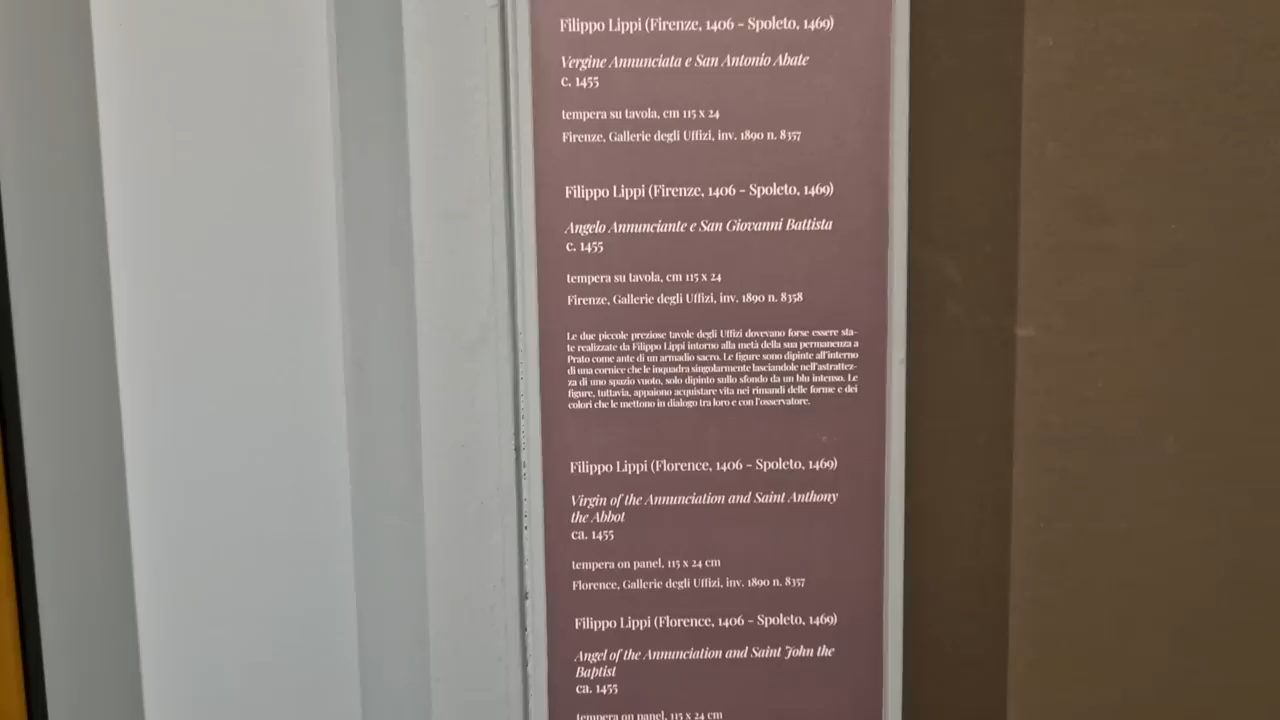 Filippo Lippi (Firenze, 1406 - Spoleto, 1469)
Vergine Annunciata e San Antonio Abate
c. 1455
tempera su tavola, cm 115 x 24
Firenze, Gallerie degli Uffizi, inv. 1890 n. 8357
Filippo Lippi (Firenze, 1406 - Spoleto, 1469)
Angelo Annunciante e San Giovanni Battista
c. 1455
tempera su tavola, cm 115 x 24
Firenze, Gallerie degli Uffizi, inv. 1890 n. 8358
Le due piccole preziose tavole degli Uffizi dovevano forse essere sta-
te realizzate da Filippo Lippi intorno alla metà della sua permanenza a
Prato come ante di un armadio sacro. Le figure sono dipinte all'interno
di una cornice che le inquadra singolarmente lasciandole nell'astrattez-
za di uno spazio vuoto, solo dipinto sullo sfondo da un blu intenso. Le
figure, tuttavia, appaiono acquistare vita nei rimandi delle forme e dei
colori che le mettono in dialogo tra loro e con l'osservatore.
Filippo Lippi (Florence, 1406 - Spoleto, 1469)
Virgin of the Annunciation and Saint Anthony
the Abbot
ca. 1455
tempera on panel, 115 x 24 cm
Florence, Gallerie degli Uffizi, inv. 1890 n. 8357
Filippo Lippi (Florence, 1406 - Spoleto, 1469)
Angel of the Annunciation and Saint John the
Baptist
ca. 1455
tempera on panel, 115 x 24 cm